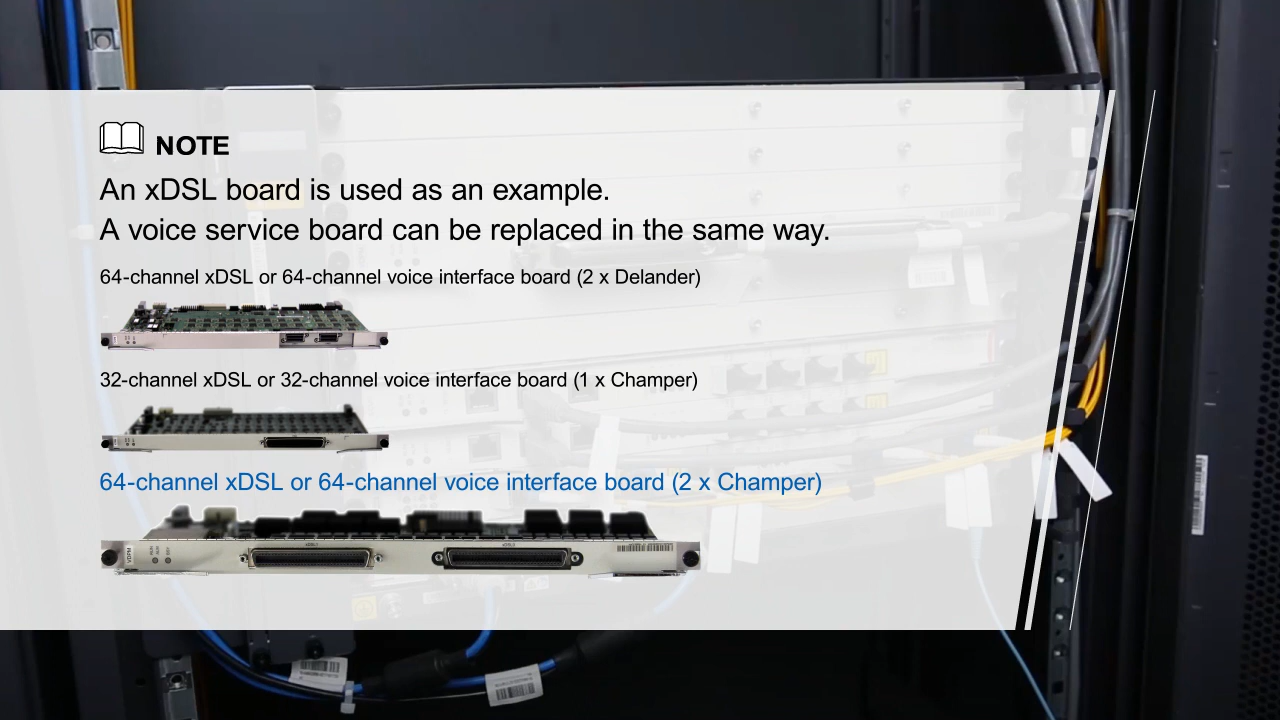 NOTE
An xDSL board is used as an example.
A voice service board can be replaced in the same way.
64-channel xDSL or 64-channel voice interface board (2 x Delander)
32-channel xDSL or 32-channel voice interface board (1 x Champer)
64-channel xDSL or 64-channel voice interface board (2 x Champer)